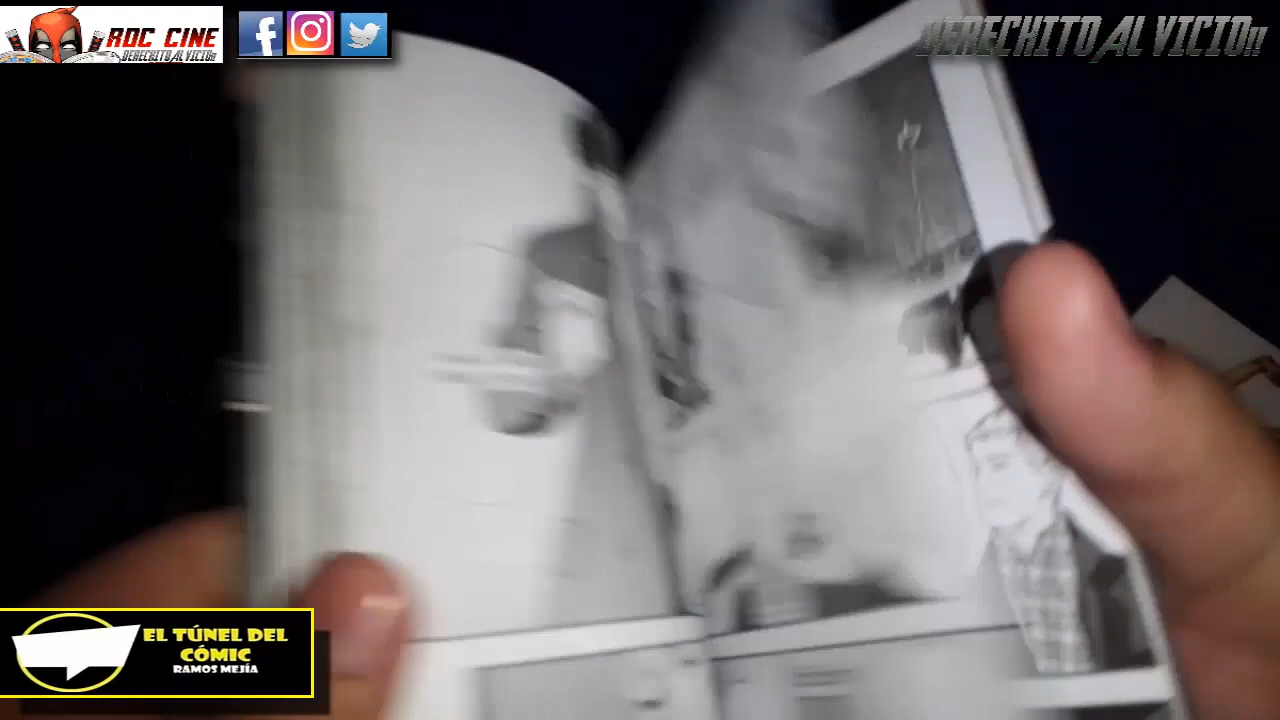 ROC CINE
DERECHITO AL VICIO!!
DERECHITO AL VICIO!!
EL TÚNEL DEL
CÓMIC
RAMOS MEJÍA